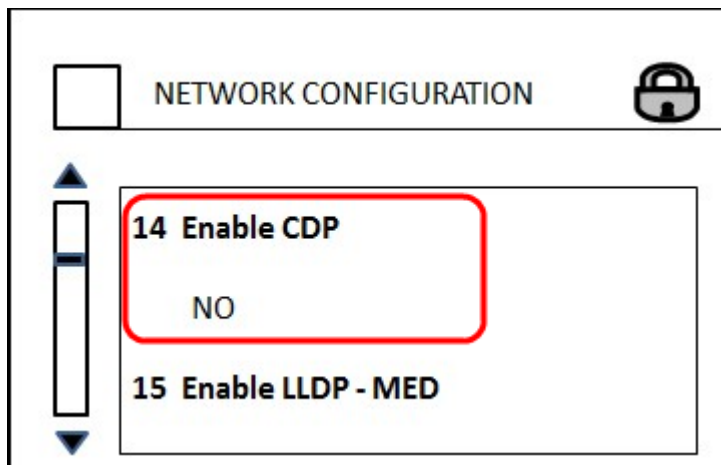 NETWORK CONFIGURATION
14 Enable CDP
NO
15 Enable LLDP - MED